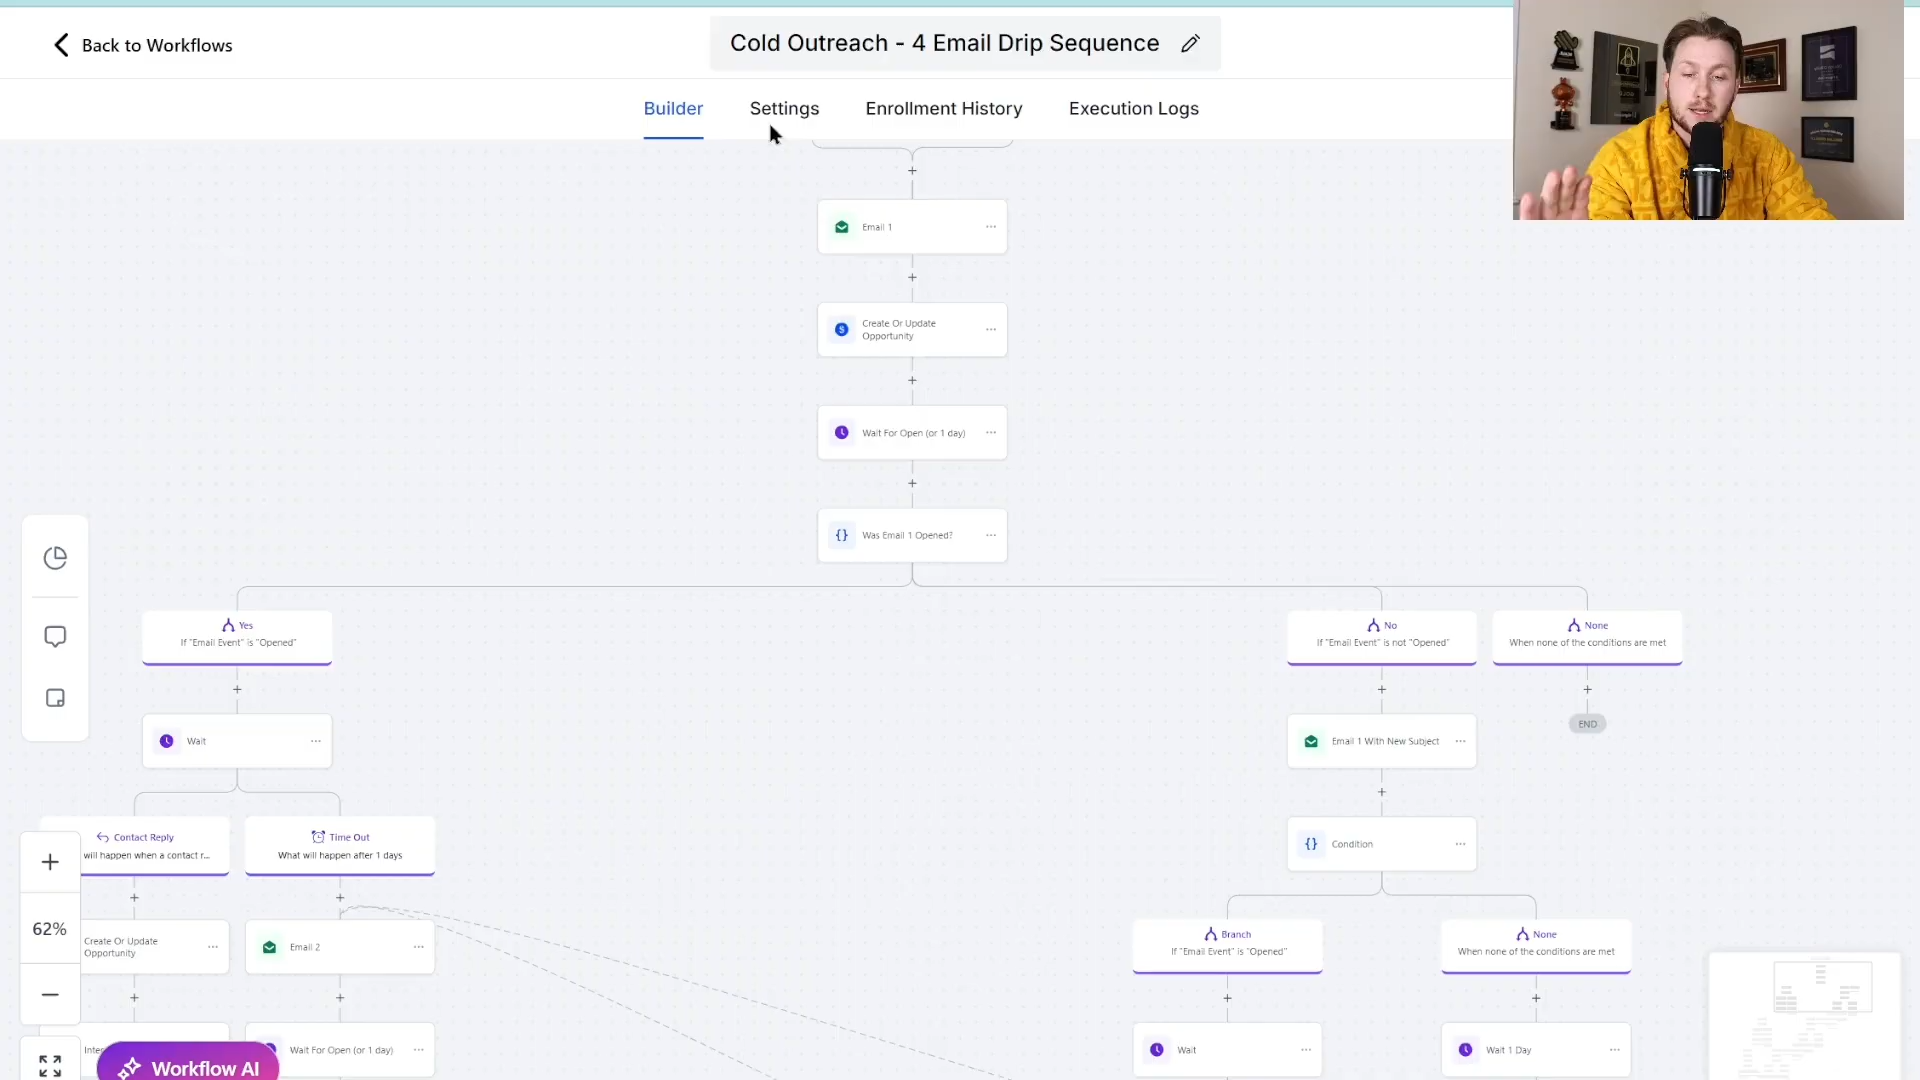 Back to Workflows
Cold Outreach - 4 Email Drip Sequence
Builder
Settings
Enrollment History
Execution Logs
Email 1
Create Or Update
Opportunity
Wait For Open (or 1 day)
Was Email 1 Opened?
Yes
If "Email Event" is "Opened"
No
If "Email Event" is not "Opened"
None
When none of the conditions are met
Wait
Email 1 With New Subject
END
Contact Reply
will happen when a contact r...
Time Out
What will happen after 1 days
Condition
62%
Create Or Update
Opportunity
Email 2
Branch
If "Email Event" is "Opened"
None
When none of the conditions are met
Wait For Open (or 1 day)
Wait
Wait 1 Day
Workflow AI